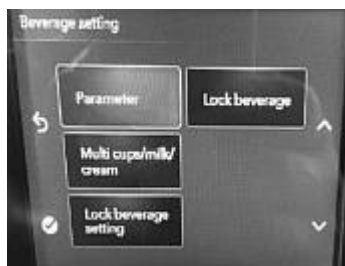 Beverage setting
Parameter
Lock beverage
Multi cups/milk/
cream
Lock beverage
setting